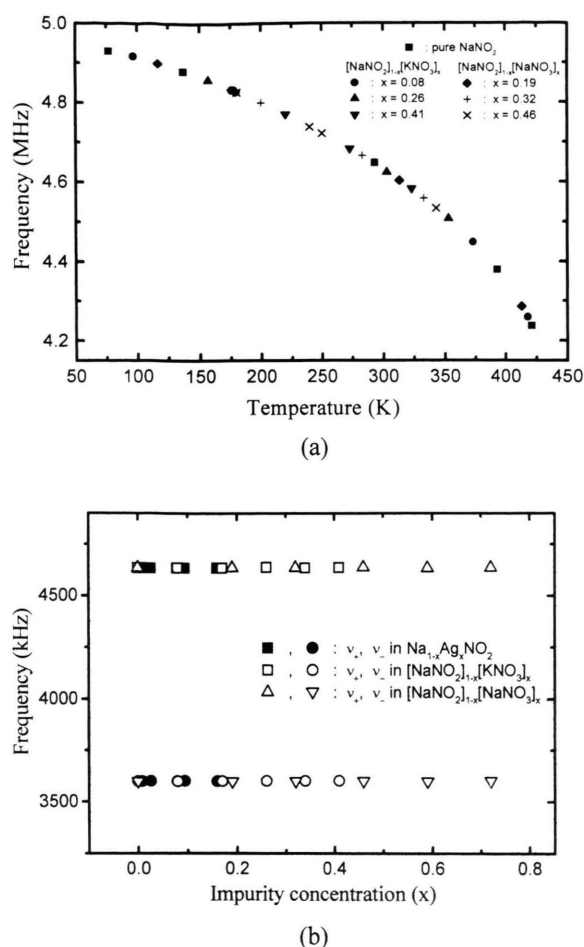 5.0
4.8
4.6
4.4
4.2
Frequency (MHz)
■ : pure NaNO₂
[NaNO₂]₁₋ₓ[KNO₃]ₓ [NaNO₂]₁₋ₓ[NaNO₃]ₓ
● : x = 0.08 ◆ : x = 0.19
▲ : x = 0.26 + : x = 0.32
▼ : x = 0.41 × : x = 0.46
50 100 150 200 250 300 350 400 450
Temperature (K)
(a)
4500
4000
3500
Frequency (kHz)
■ , ● : ν₊, ν₋ in Na₁₋ₓAgₓNO₂
□ , ○ : ν₊, ν₋ in [NaNO₂]₁₋ₓ[KNO₃]ₓ
△ , ▽ : ν₊, ν₋ in [NaNO₂]₁₋ₓ[NaNO₃]ₓ
0.0 0.2 0.4 0.6 0.8
Impurity concentration (x)
(b)